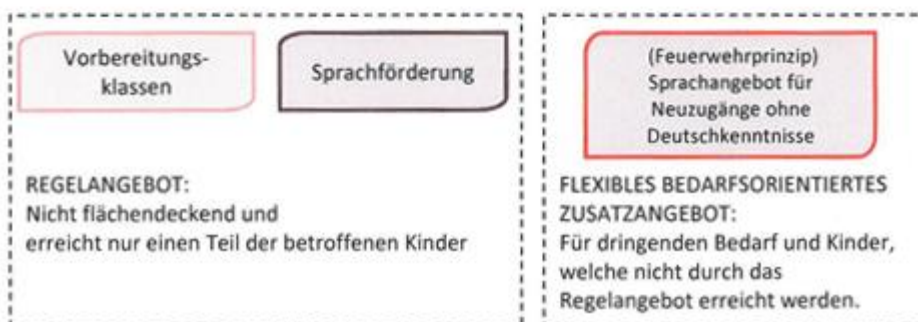 Vorbereitungs-
klassen
Sprachförderung
REGELANGEBOT:
Nicht flächendeckend und
erreicht nur einen Teil der betroffenen Kinder
(Feuerwehrprinzip)
Sprachangebot für
Neuzugänge ohne
Deutschkenntnisse
FLEXIBLES BEDARFSORIENTIERTES
ZUSATZANGEBOT:
Für dringenden Bedarf und Kinder,
welche nicht durch das
Regelangebot erreicht werden.